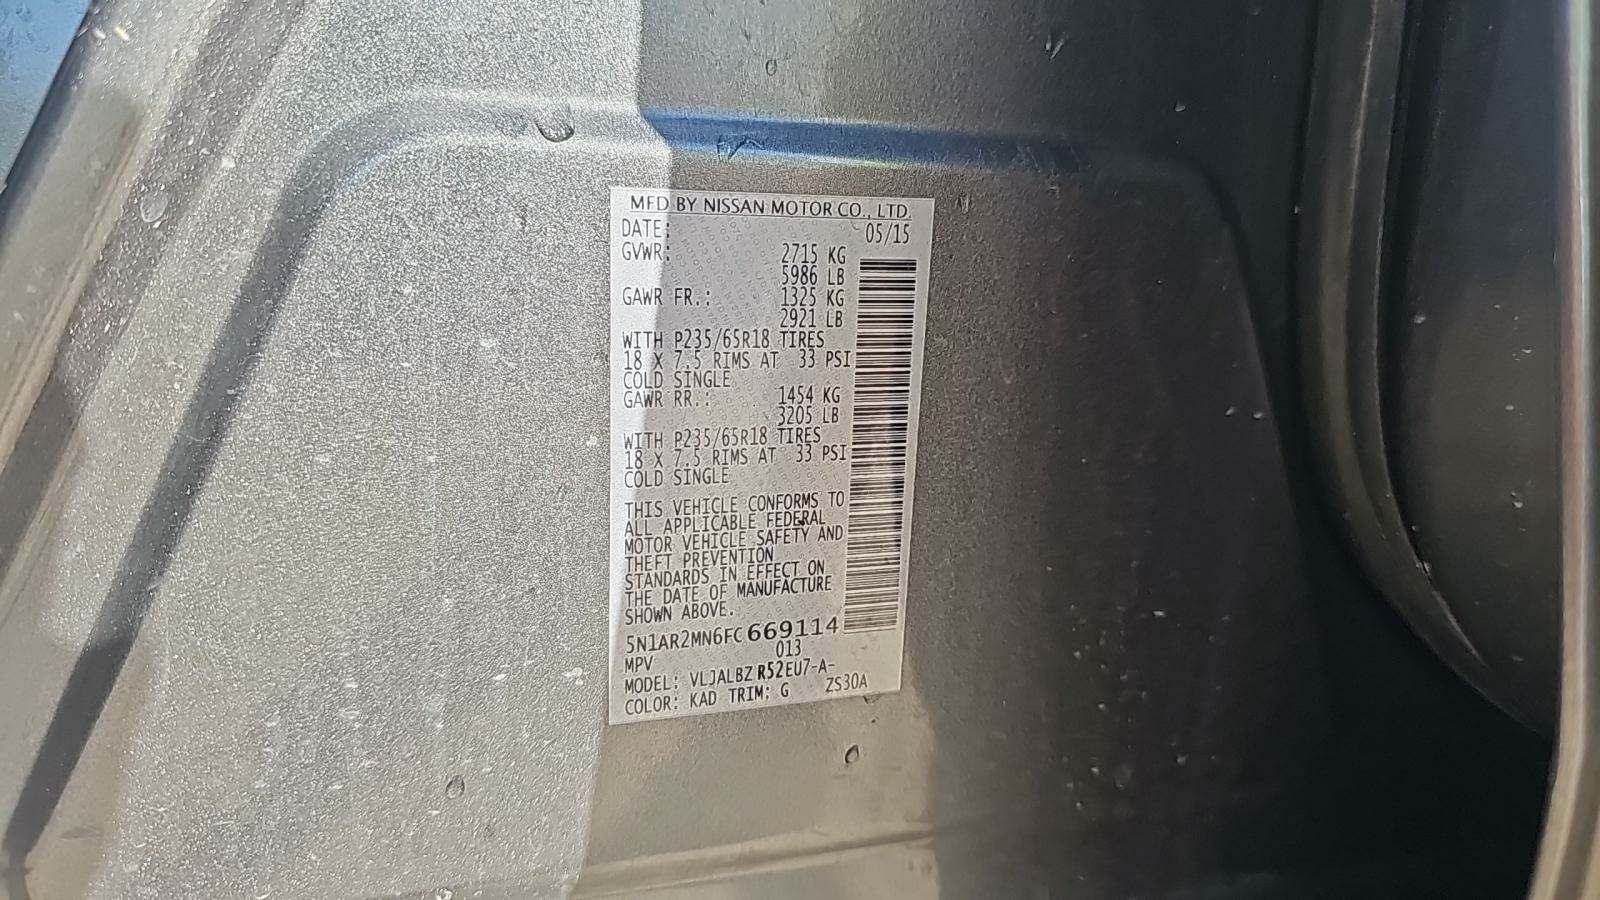 MFD BY NISSAN MOTOR CO., LTD.
DATE: 05/15
GVWR: 2715 KG
5986 LB
GAWR FR.: 1325 KG
2921 LB
WITH P235/65R18 TIRES
18 X 7.5 RIMS AT 33 PSI
COLD SINGLE
GAWR RR.: 1454 KG
3205 LB
WITH P235/65R18 TIRES
18 X 7.5 RIMS AT 33 PSI
COLD SINGLE
THIS VEHICLE CONFORMS TO
ALL APPLICABLE FEDERAL
MOTOR VEHICLE SAFETY AND
THEFT PREVENTION
STANDARDS IN EFFECT ON
THE DATE OF MANUFACTURE
SHOWN ABOVE.
5N1AR2MN6FC669114
MPV 013
MODEL: VLJALBZ R52EU7-A-
COLOR: KAD TRIM: G ZS30A